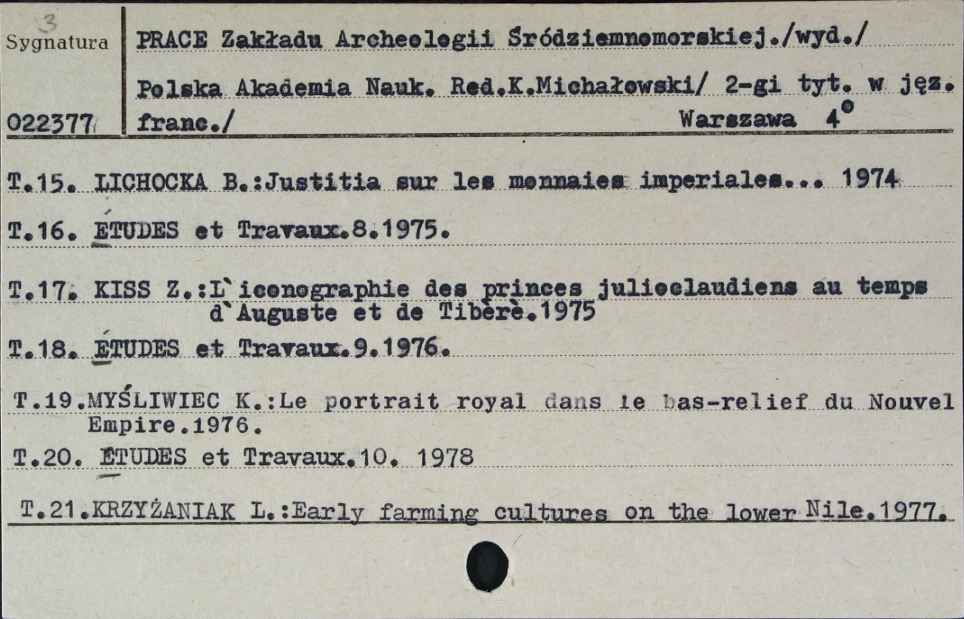 3
Sygnatura
PRACE Zakładu Archeologii Śródziemnomorskiej./wyd./
Polska Akademia Nauk. Red.K.Michałowski/ 2-gi tyt. w jęz.
022377 franc./ Warszawa 4°
T.15. LICHOCKA B.:Justitia sur les monnaies imperiales... 1974
T.16. ÉTUDES et Travaux.8.1975.
T.17. KISS Z.:L`iconographie des princes julioclaudiens au temps
d`Auguste et de Tibère.1975
T.18. ÉTUDES et Travaux.9.1976.
T.19.MYŚLIWIEC K.:Le portrait royal dans le bas-relief du Nouvel
Empire.1976.
T.20. ÉTUDES et Travaux.10. 1978
T.21.KRZYŻANIAK L.:Early farming cultures on the lower Nile.1977.